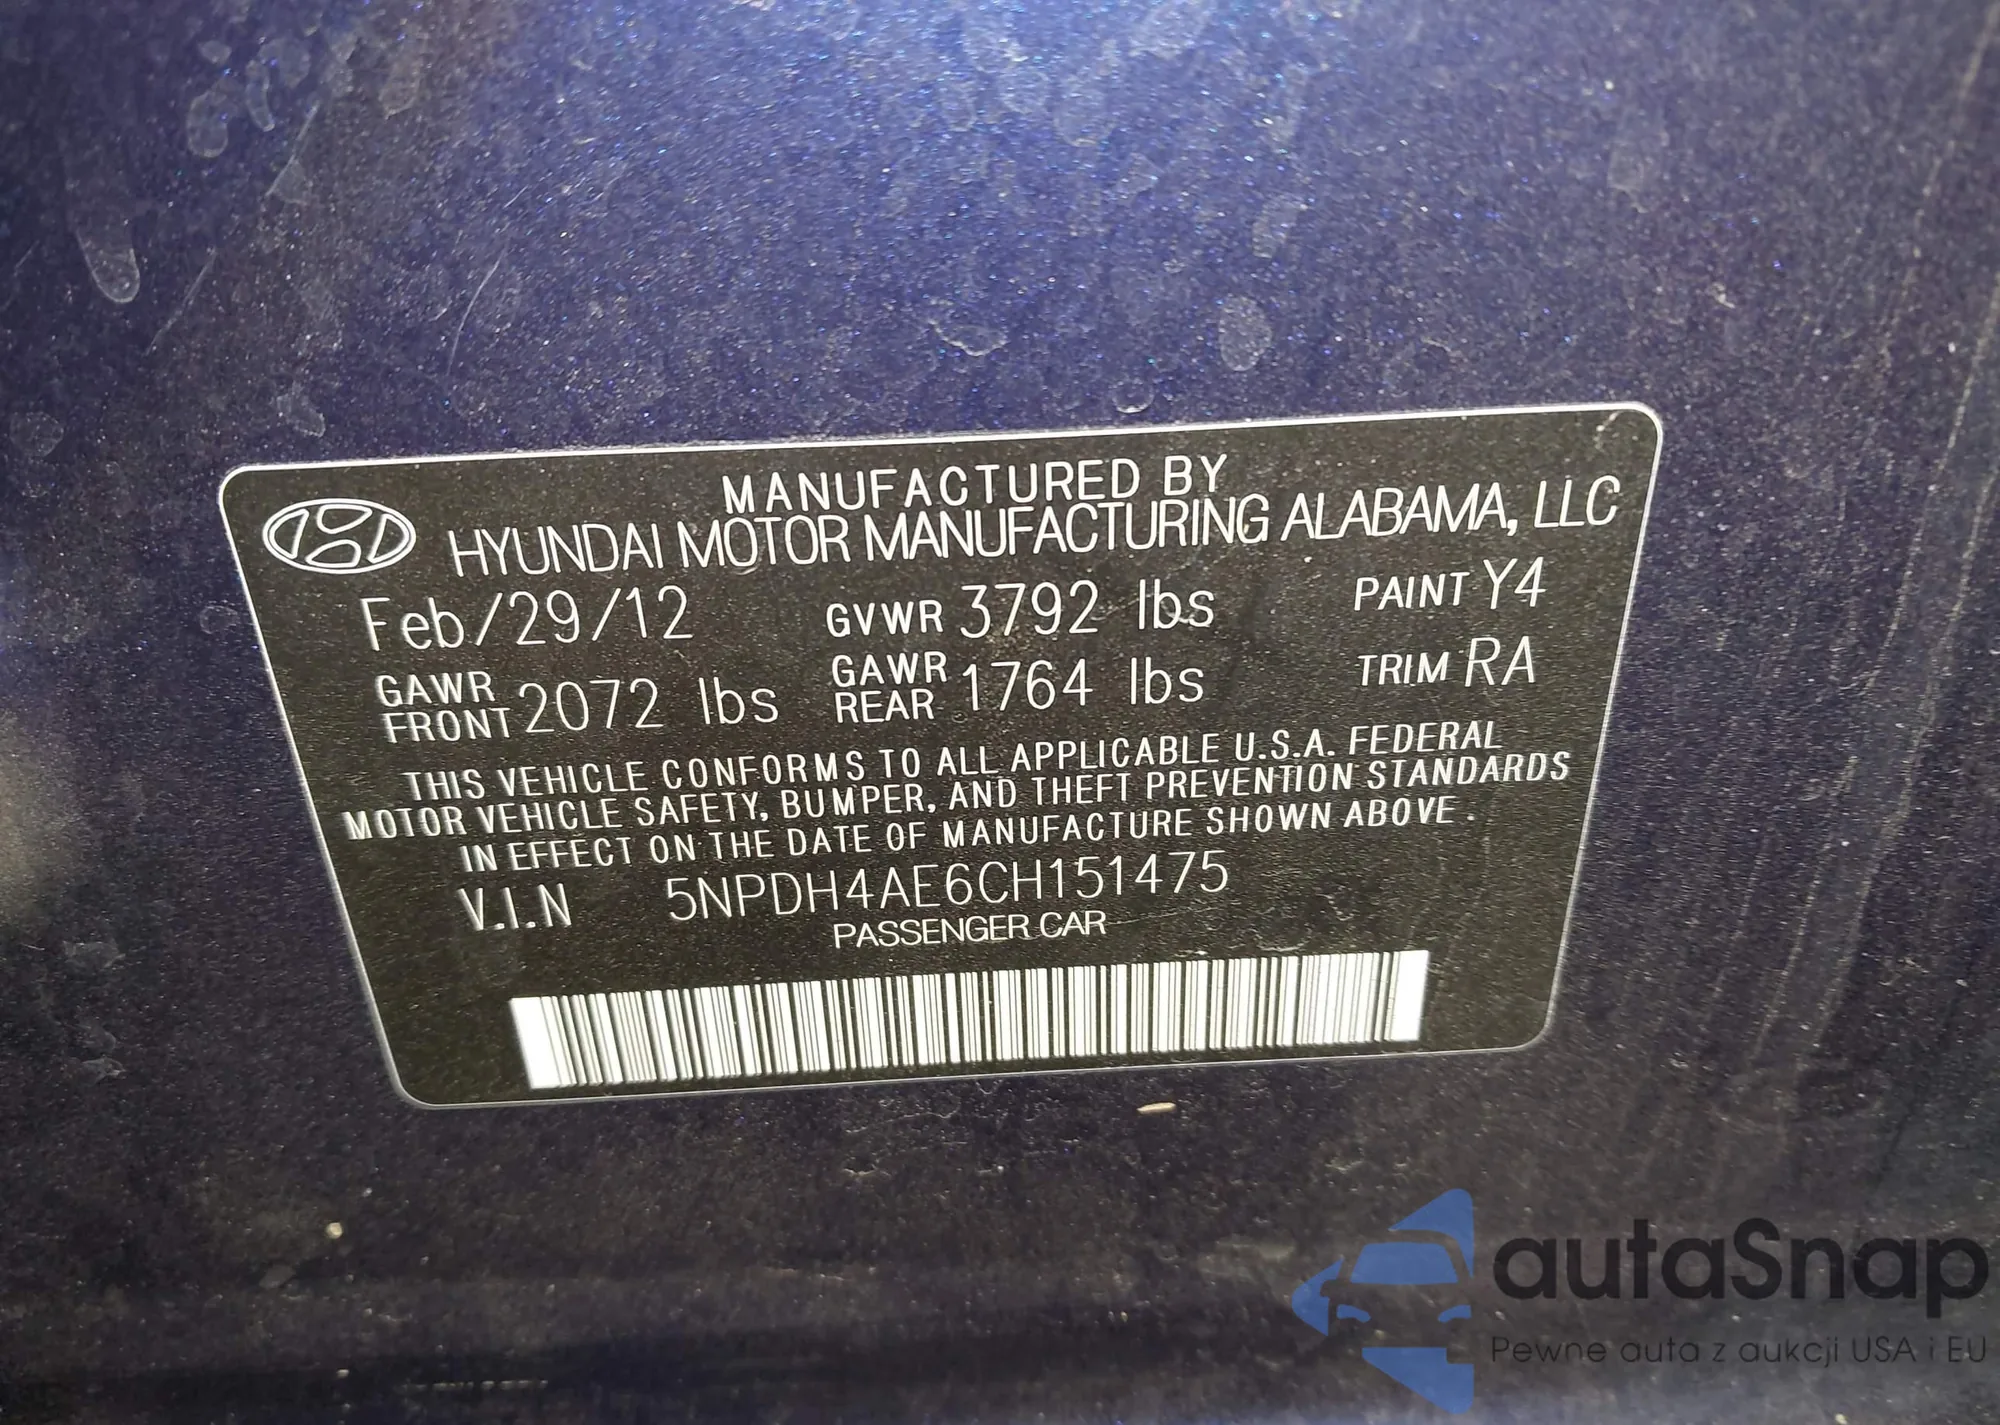 MANUFACTURED BY
HYUNDAI MOTOR MANUFACTURING ALABAMA, LLC
Feb/29/12 GVWR 3792 lbs PAINT Y4
GAWR FRONT 2072 lbs GAWR REAR 1764 lbs TRIM RA
THIS VEHICLE CONFORMS TO ALL APPLICABLE U.S.A. FEDERAL
MOTOR VEHICLE SAFETY, BUMPER, AND THEFT PREVENTION STANDARDS
IN EFFECT ON THE DATE OF MANUFACTURE SHOWN ABOVE.
V.I.N 5NPDH4AE6CH151475
PASSENGER CAR
autaSnap
Pewne auta z aukcji USA i EU